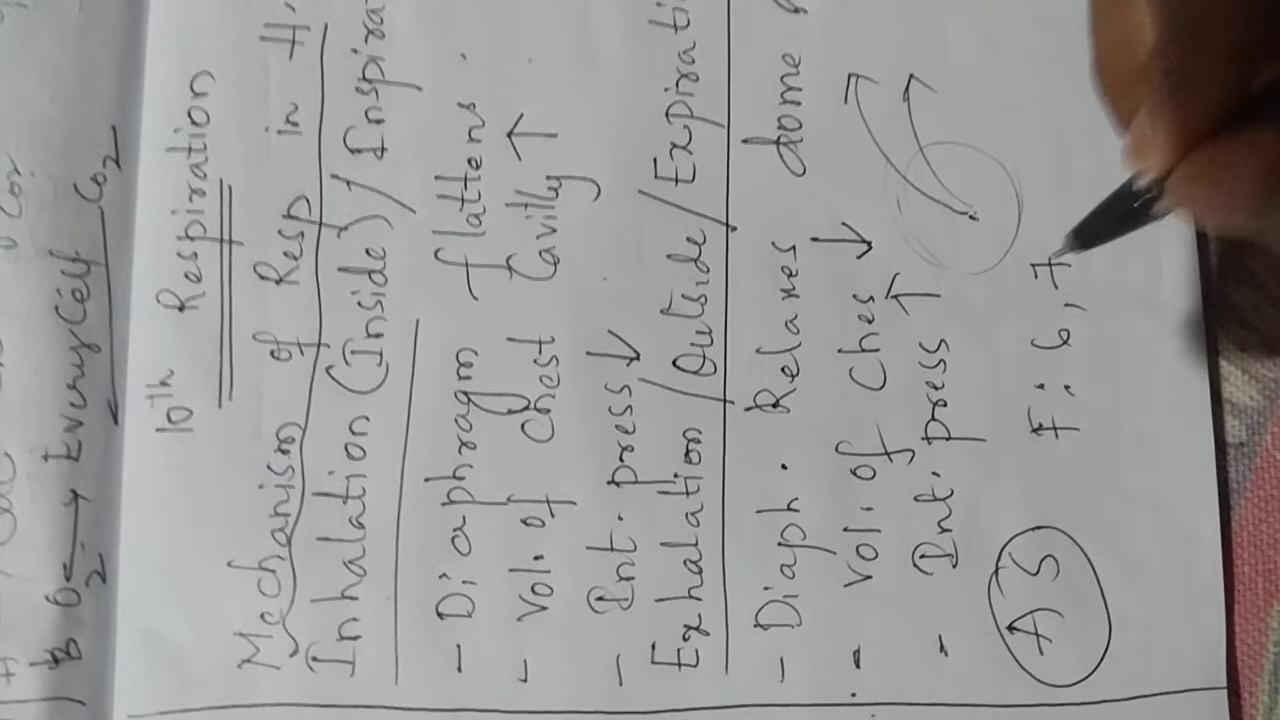 B O2 → Every Cell CO2
10th Respiration
Mechanism of Resp in H.
Inhalation (Inside) / Inspira
- Diaphragm flattens.
- Vol. of chest Cavity ↑
- Int. press ↓
Exhalation / Outside / Expirati
- Diaph. Relaxes dome
- Vol. of Ches ↓
- Int. press ↑
A5 F: 6, 7